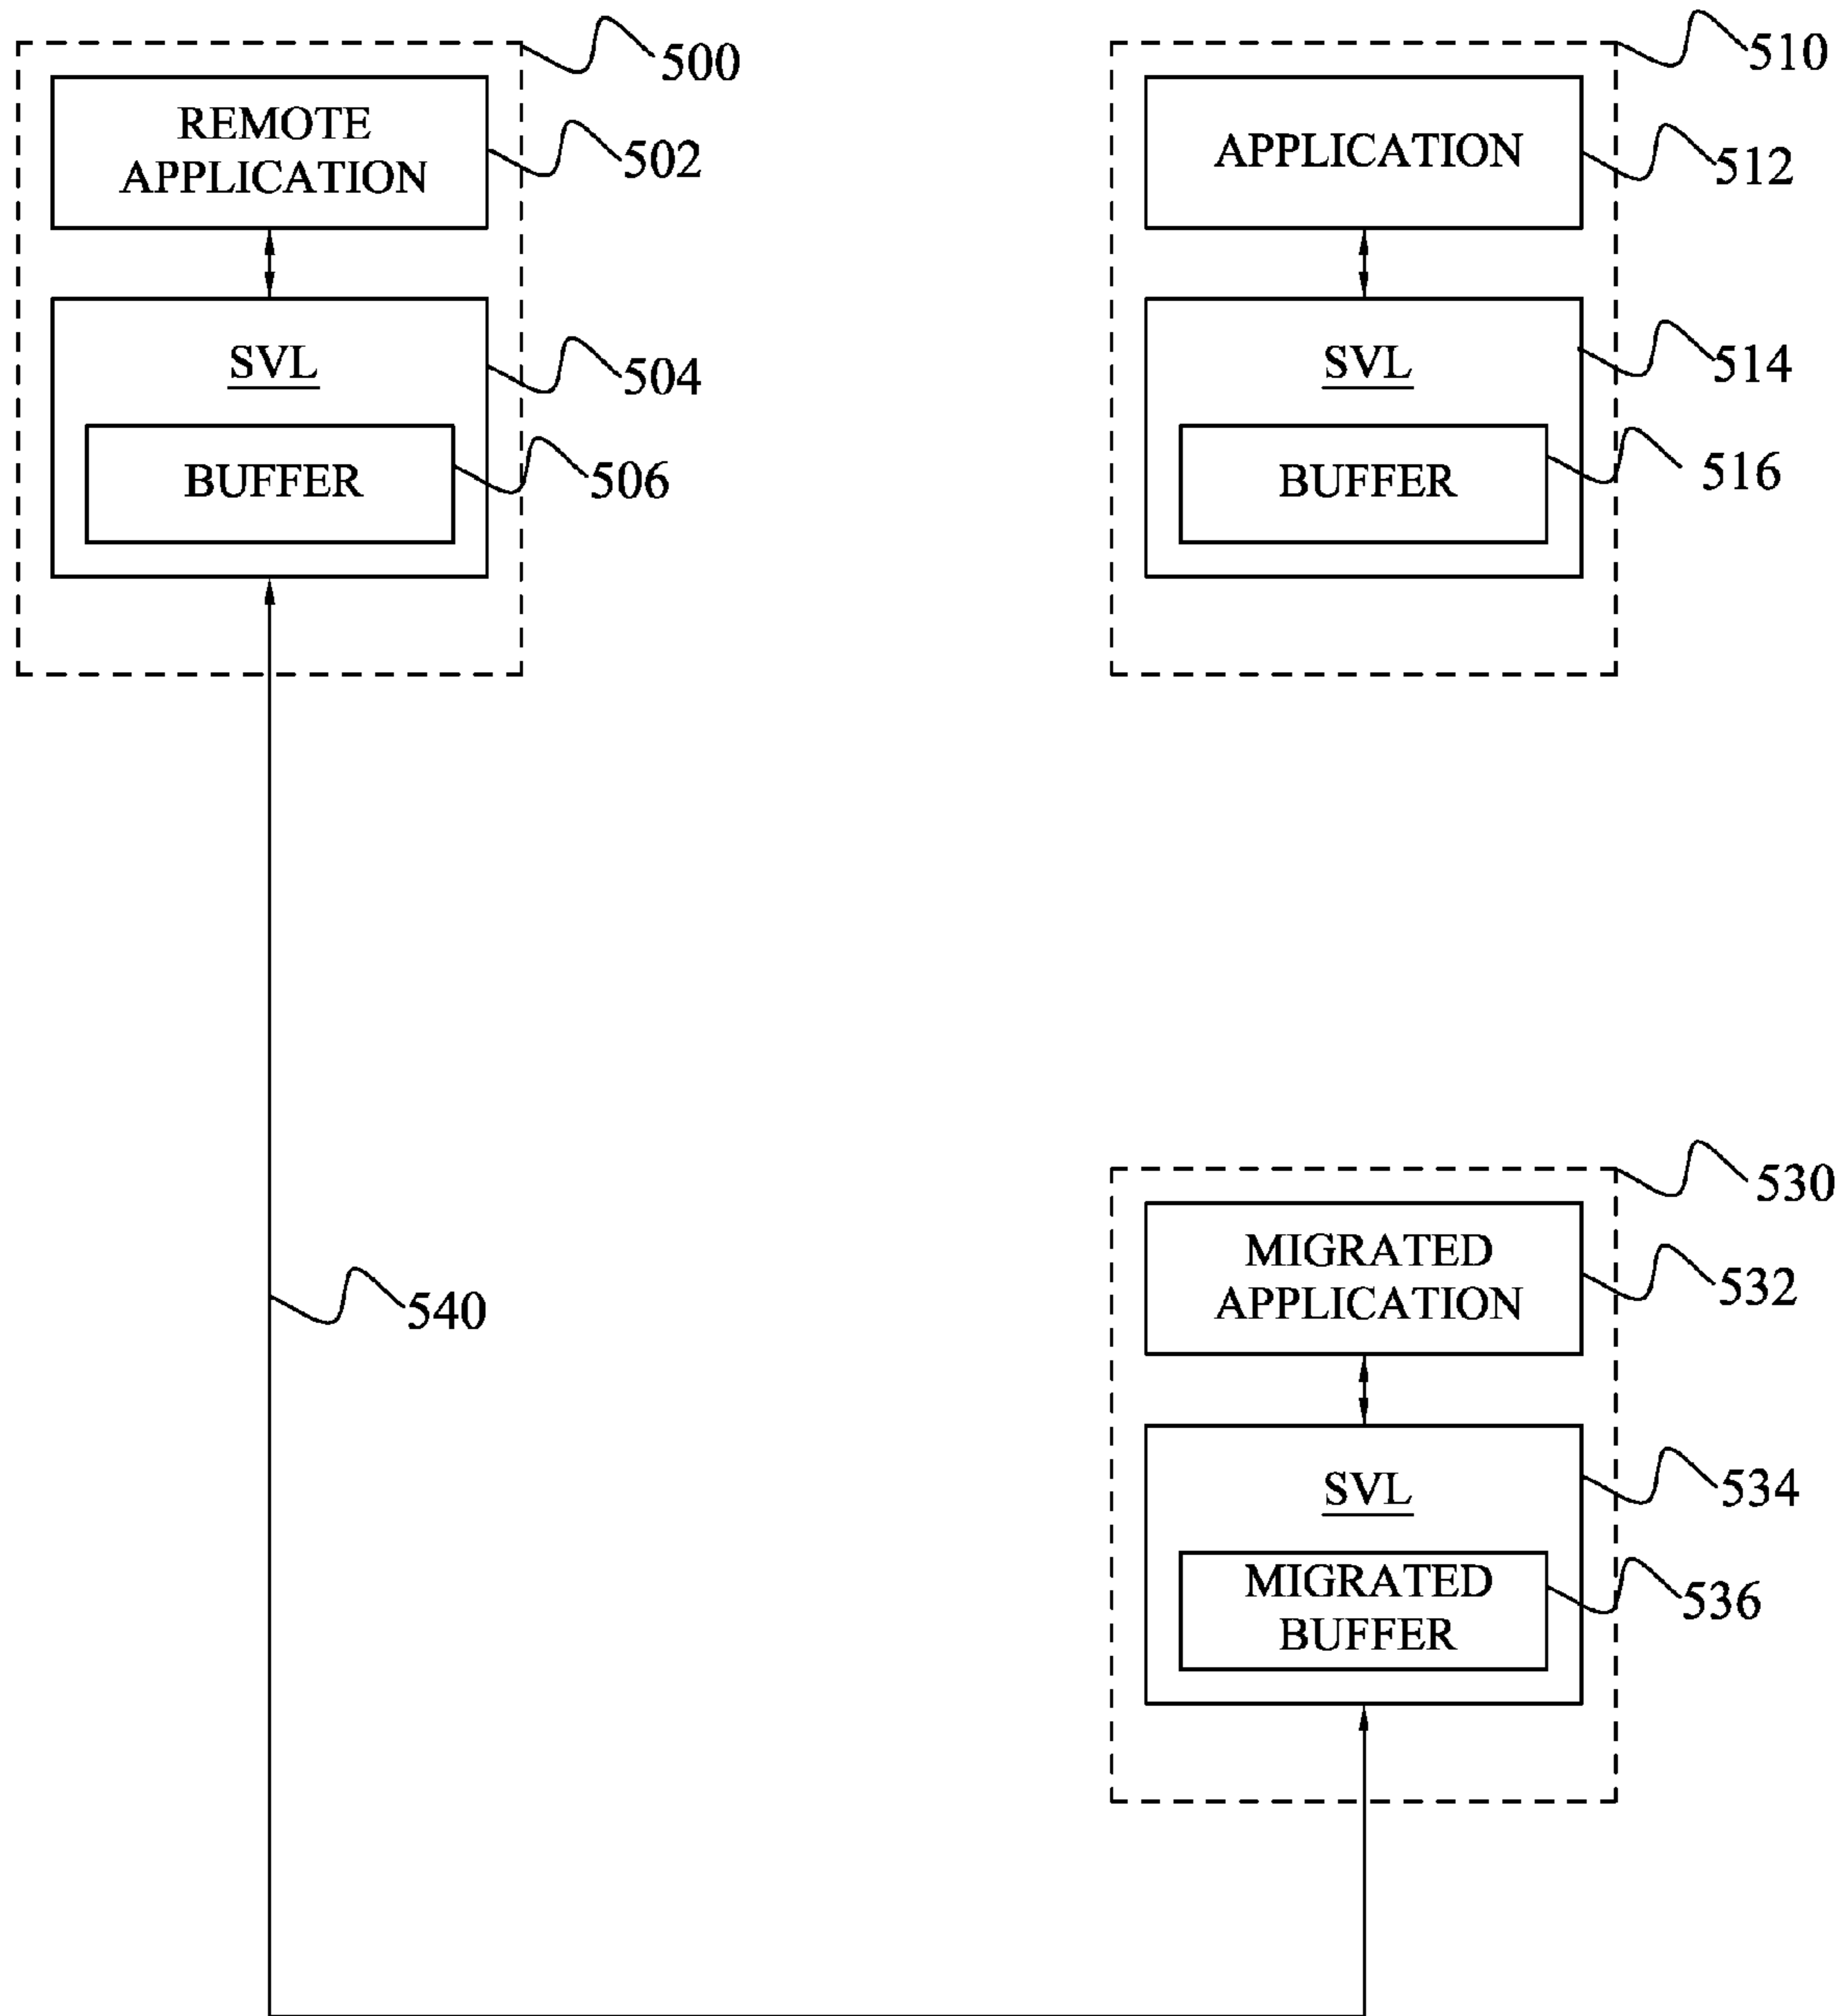 500
REMOTE
APPLICATION
502
SVL
504
BUFFER
506
510
APPLICATION
512
SVL
514
BUFFER
516
530
MIGRATED
APPLICATION
532
SVL
534
MIGRATED
BUFFER
536
540